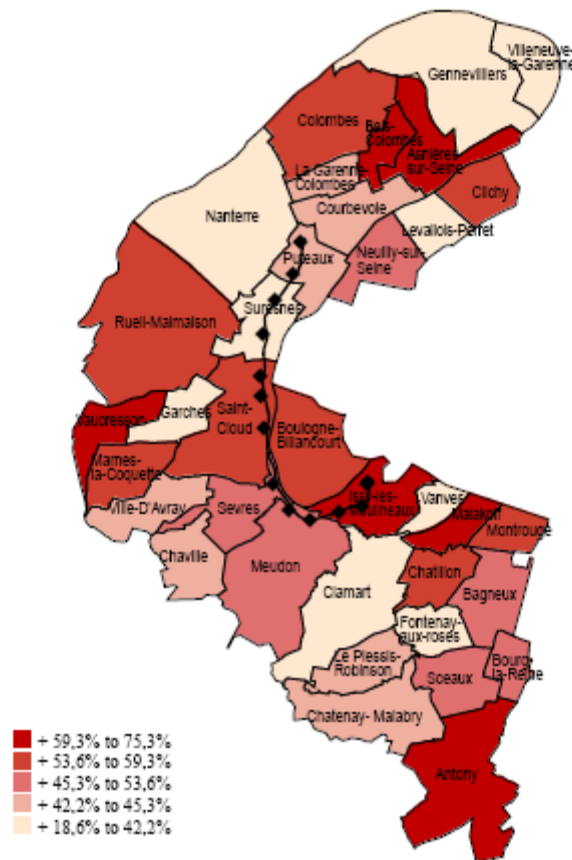 Villeneuve-
la-Garenne
Gennevilliers
Colombes
Bois-
Colombes
Asnières
sur-Seine
La Garenne-
Colombes
Clichy
Courbevoie
Nanterre
Levallois-Perret
Puteaux
Neuilly-sur-
Seine
Suresnes
Rueil-Malmaison
Garches
Saint-
Cloud
Vaucresson
Boulogne-
Billancourt
Marnes-
la-Coquette
Ville-D'Avray
Sevres
Issy-les-
Moulineaux
Vanves
Malakoff
Montrouge
Chaville
Meudon
Chatillon
Clamart
Bagneux
Fontenay-
aux-roses
Le Plessis-
Robinson
Bourg-
la-Reine
Sceaux
Chatenay- Malabry
Antony
+ 59,3% to 75,3%
+ 53,6% to 59,3%
+ 45,3% to 53,6%
+ 42,2% to 45,3%
+ 18,6% to 42,2%